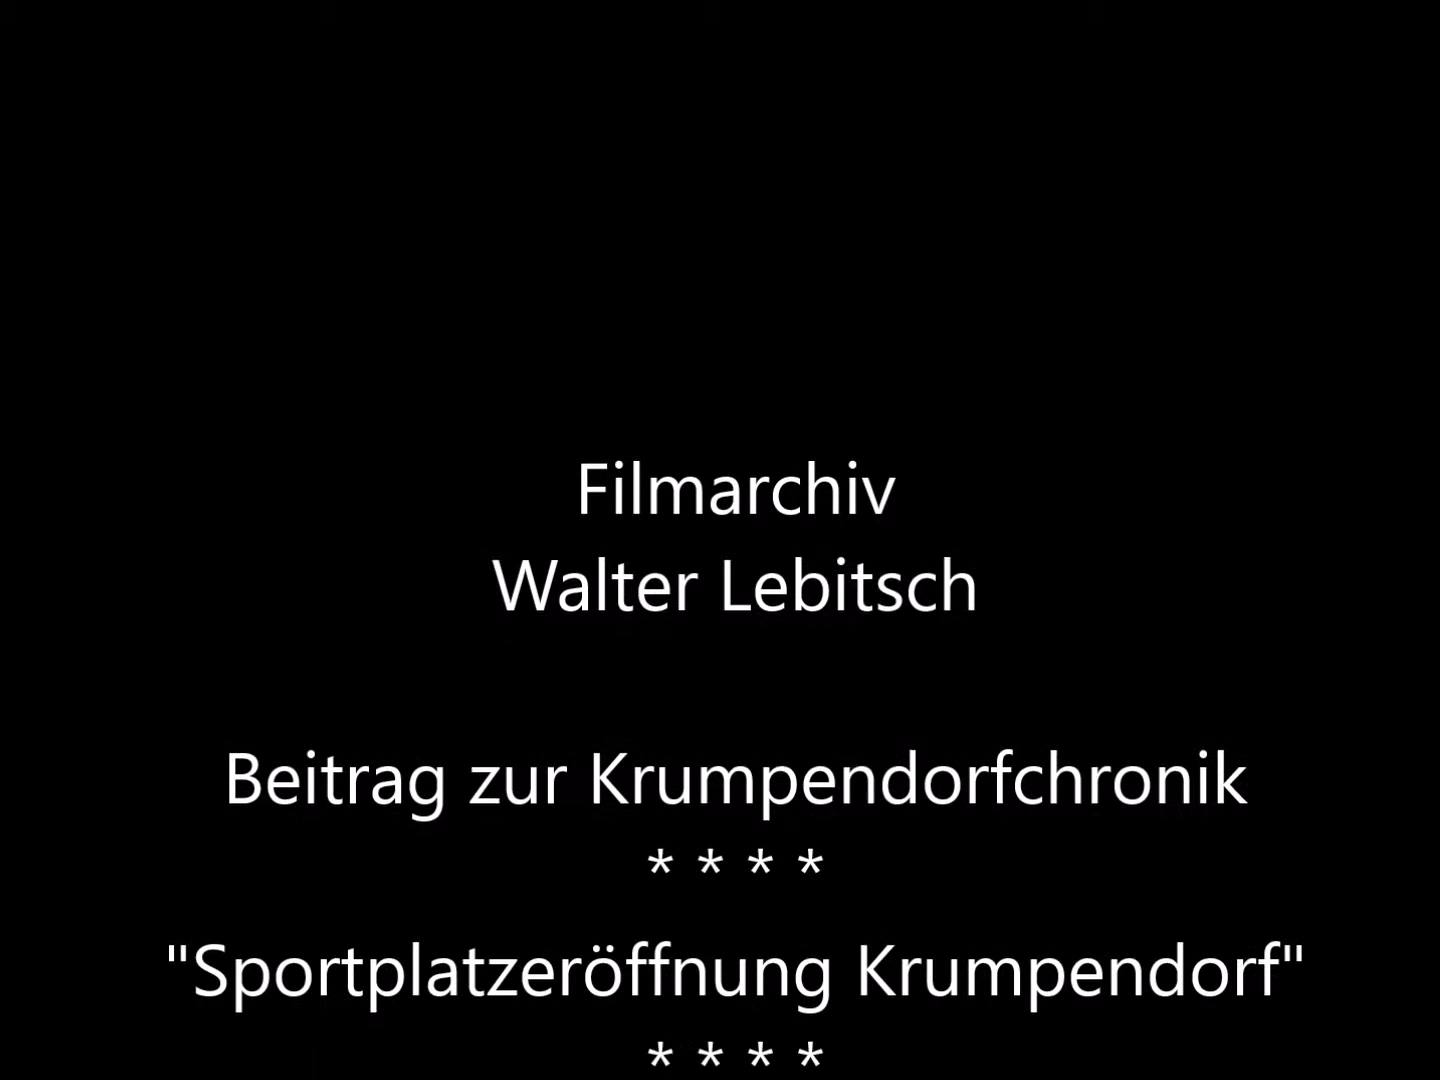 Filmarchiv
Walter Lebitsch
Beitrag zur Krumpendorfchronik
* * * *
"Sportplatzeröffnung Krumpendorf"
* * * *